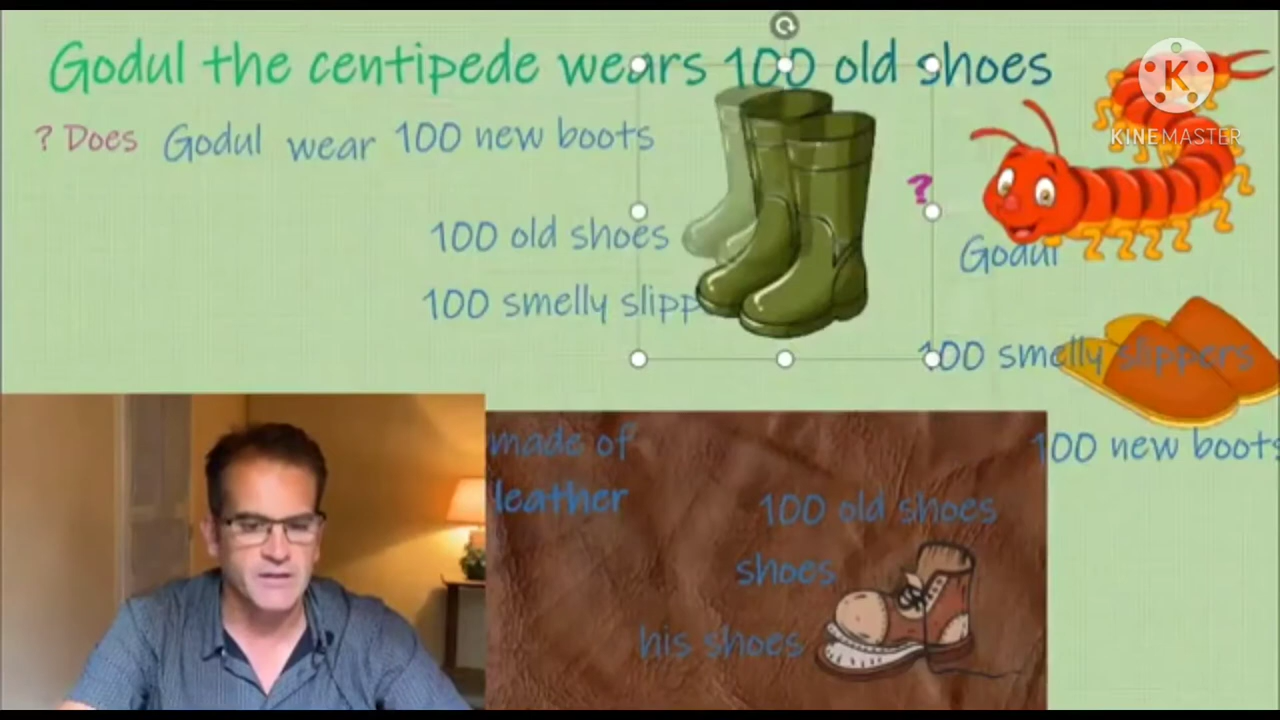 Godul the centipede wears 100 old shoes
? Does Godul wear 100 new boots
?
100 old shoes
Godul
100 smelly slipp
100 smelly slippers
100 new boots
made of
leather
100 old shoes
shoes
his shoes
K
KINEMASTER